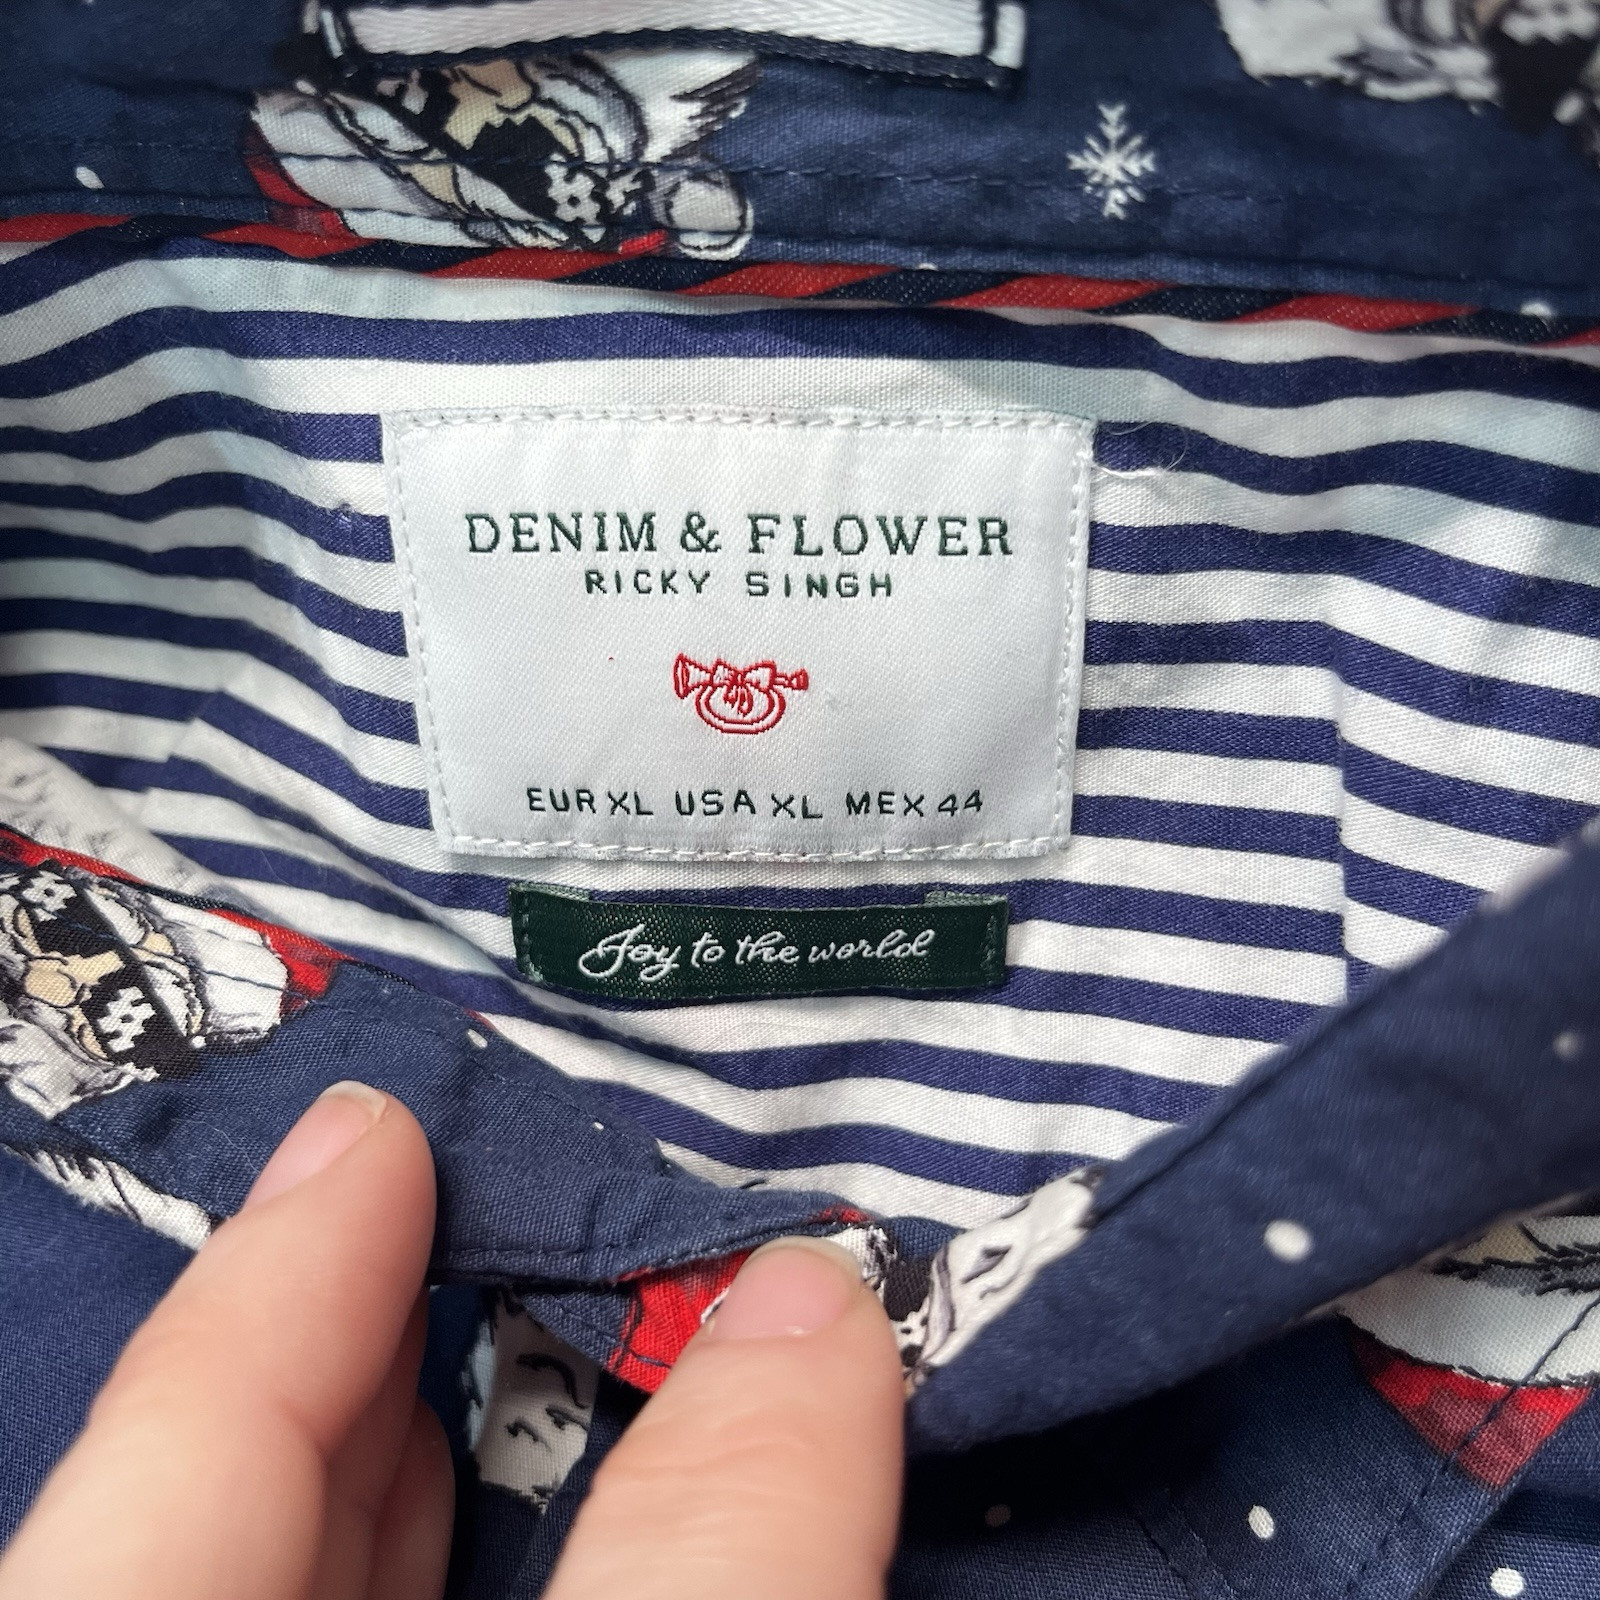 DENIM & FLOWER
RICKY SINGH
EUR XL USA XL MEX 44
Joy to the world